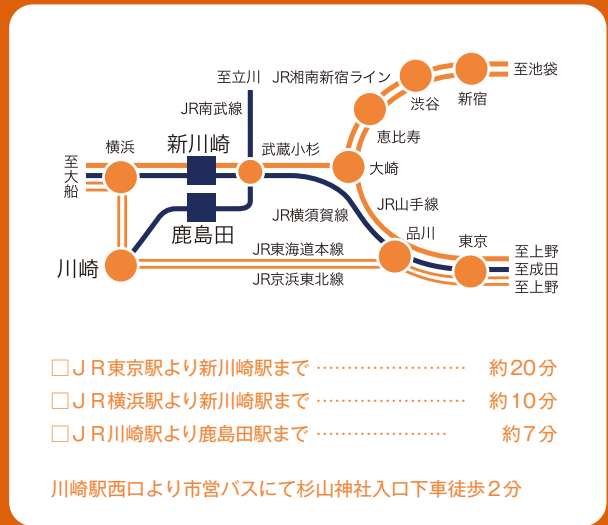 至立川
JR湘南新宿ライン
至池袋
渋谷
新宿
JR南武線
恵比寿
横浜
新川崎
武蔵小杉
大崎
至大船
JR山手線
JR横須賀線
鹿島田
品川
東京
川崎
JR東海道本線
JR京浜東北線
至上野
至成田
至上野
□ＪＲ東京駅より新川崎駅まで ……………………… 約20分
□ＪＲ横浜駅より新川崎駅まで ……………………… 約10分
□ＪＲ川崎駅より鹿島田駅まで …………………… 約7分
川崎駅西口より市営バスにて杉山神社入口下車徒歩２分